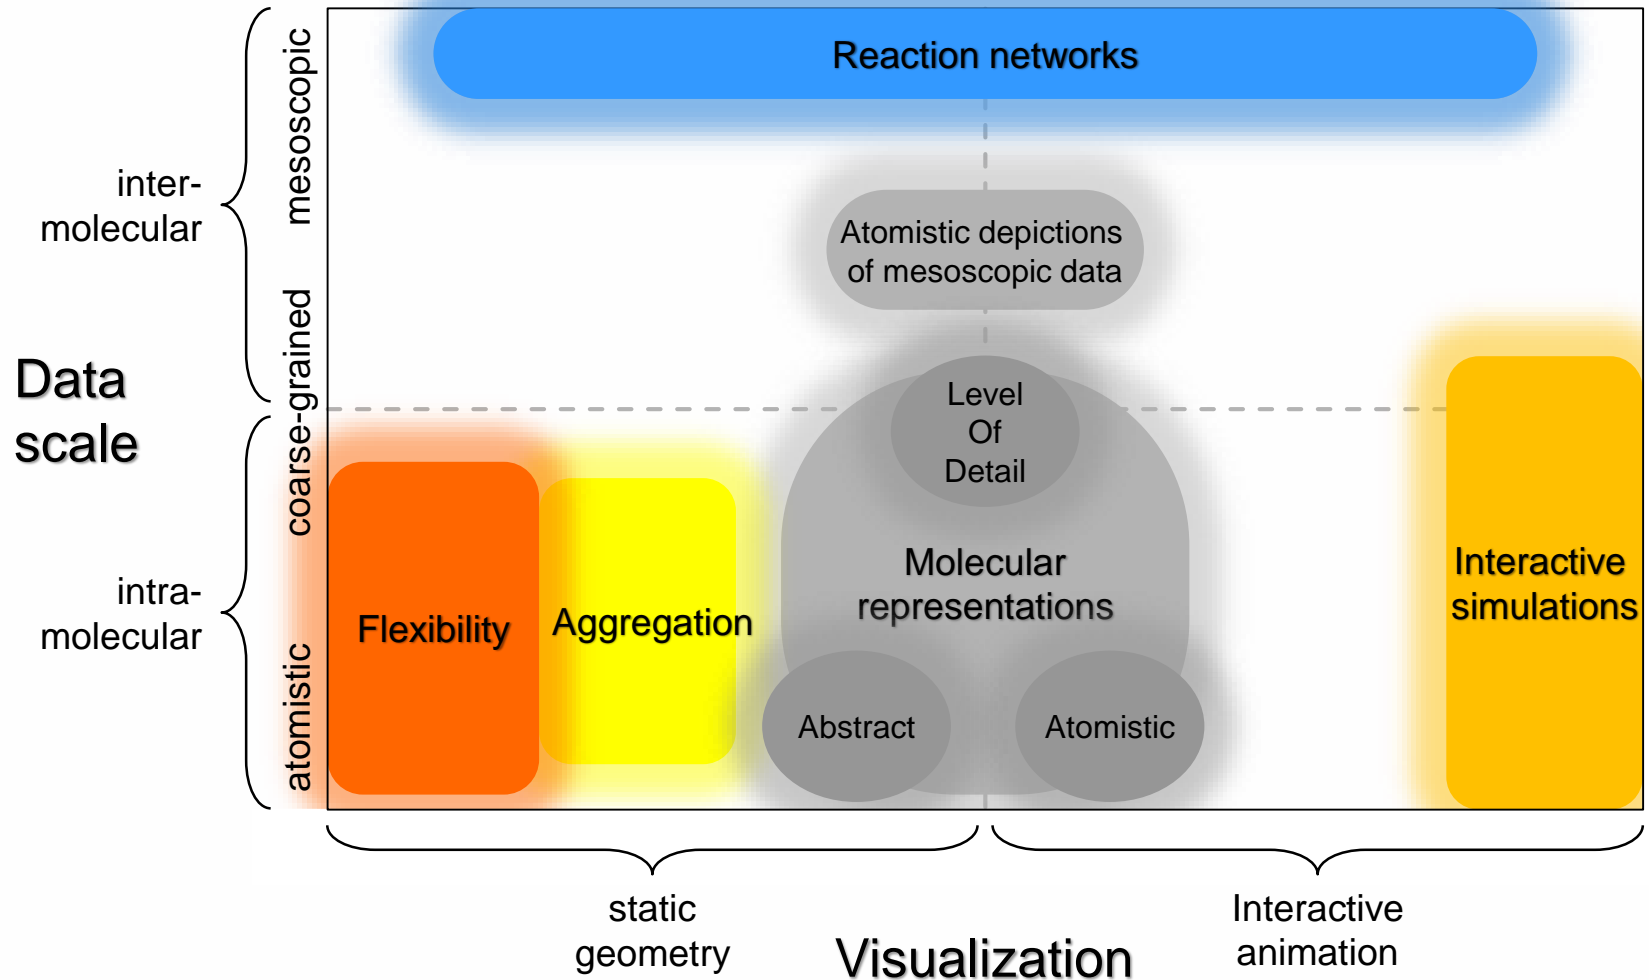 Reaction networks
mesoscopic
inter-
molecular
Atomistic depictions
of mesoscopic data
Data
scale
coarse-grained
Level
Of
Detail
Molecular
representations
Interactive
simulations
intra-
molecular
Flexibility
Aggregation
atomistic
Abstract
Atomistic
static
geometry
Visualization
Interactive
animation